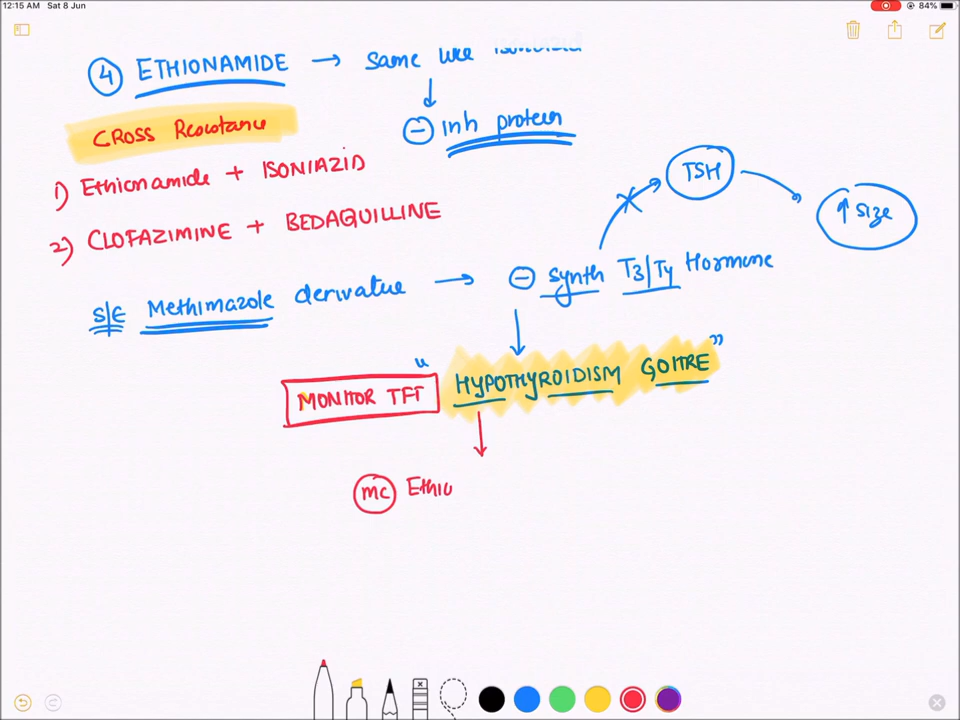 12:15 AM Sat 8 Jun
84%
④ ETHIONAMIDE → Same like isoniazid
⊖ inh protein
CROSS Resistance
1) Ethionamide + ISONIAZID
2) CLOFAZIMINE + BEDAQUILLINE
TSH
↑ Size
S/E Methimazole derivative → ⊖ synth T3/T4 Hormone
MONITOR TFT " HYPOTHYROIDISM GOITRE "
MC Ethio